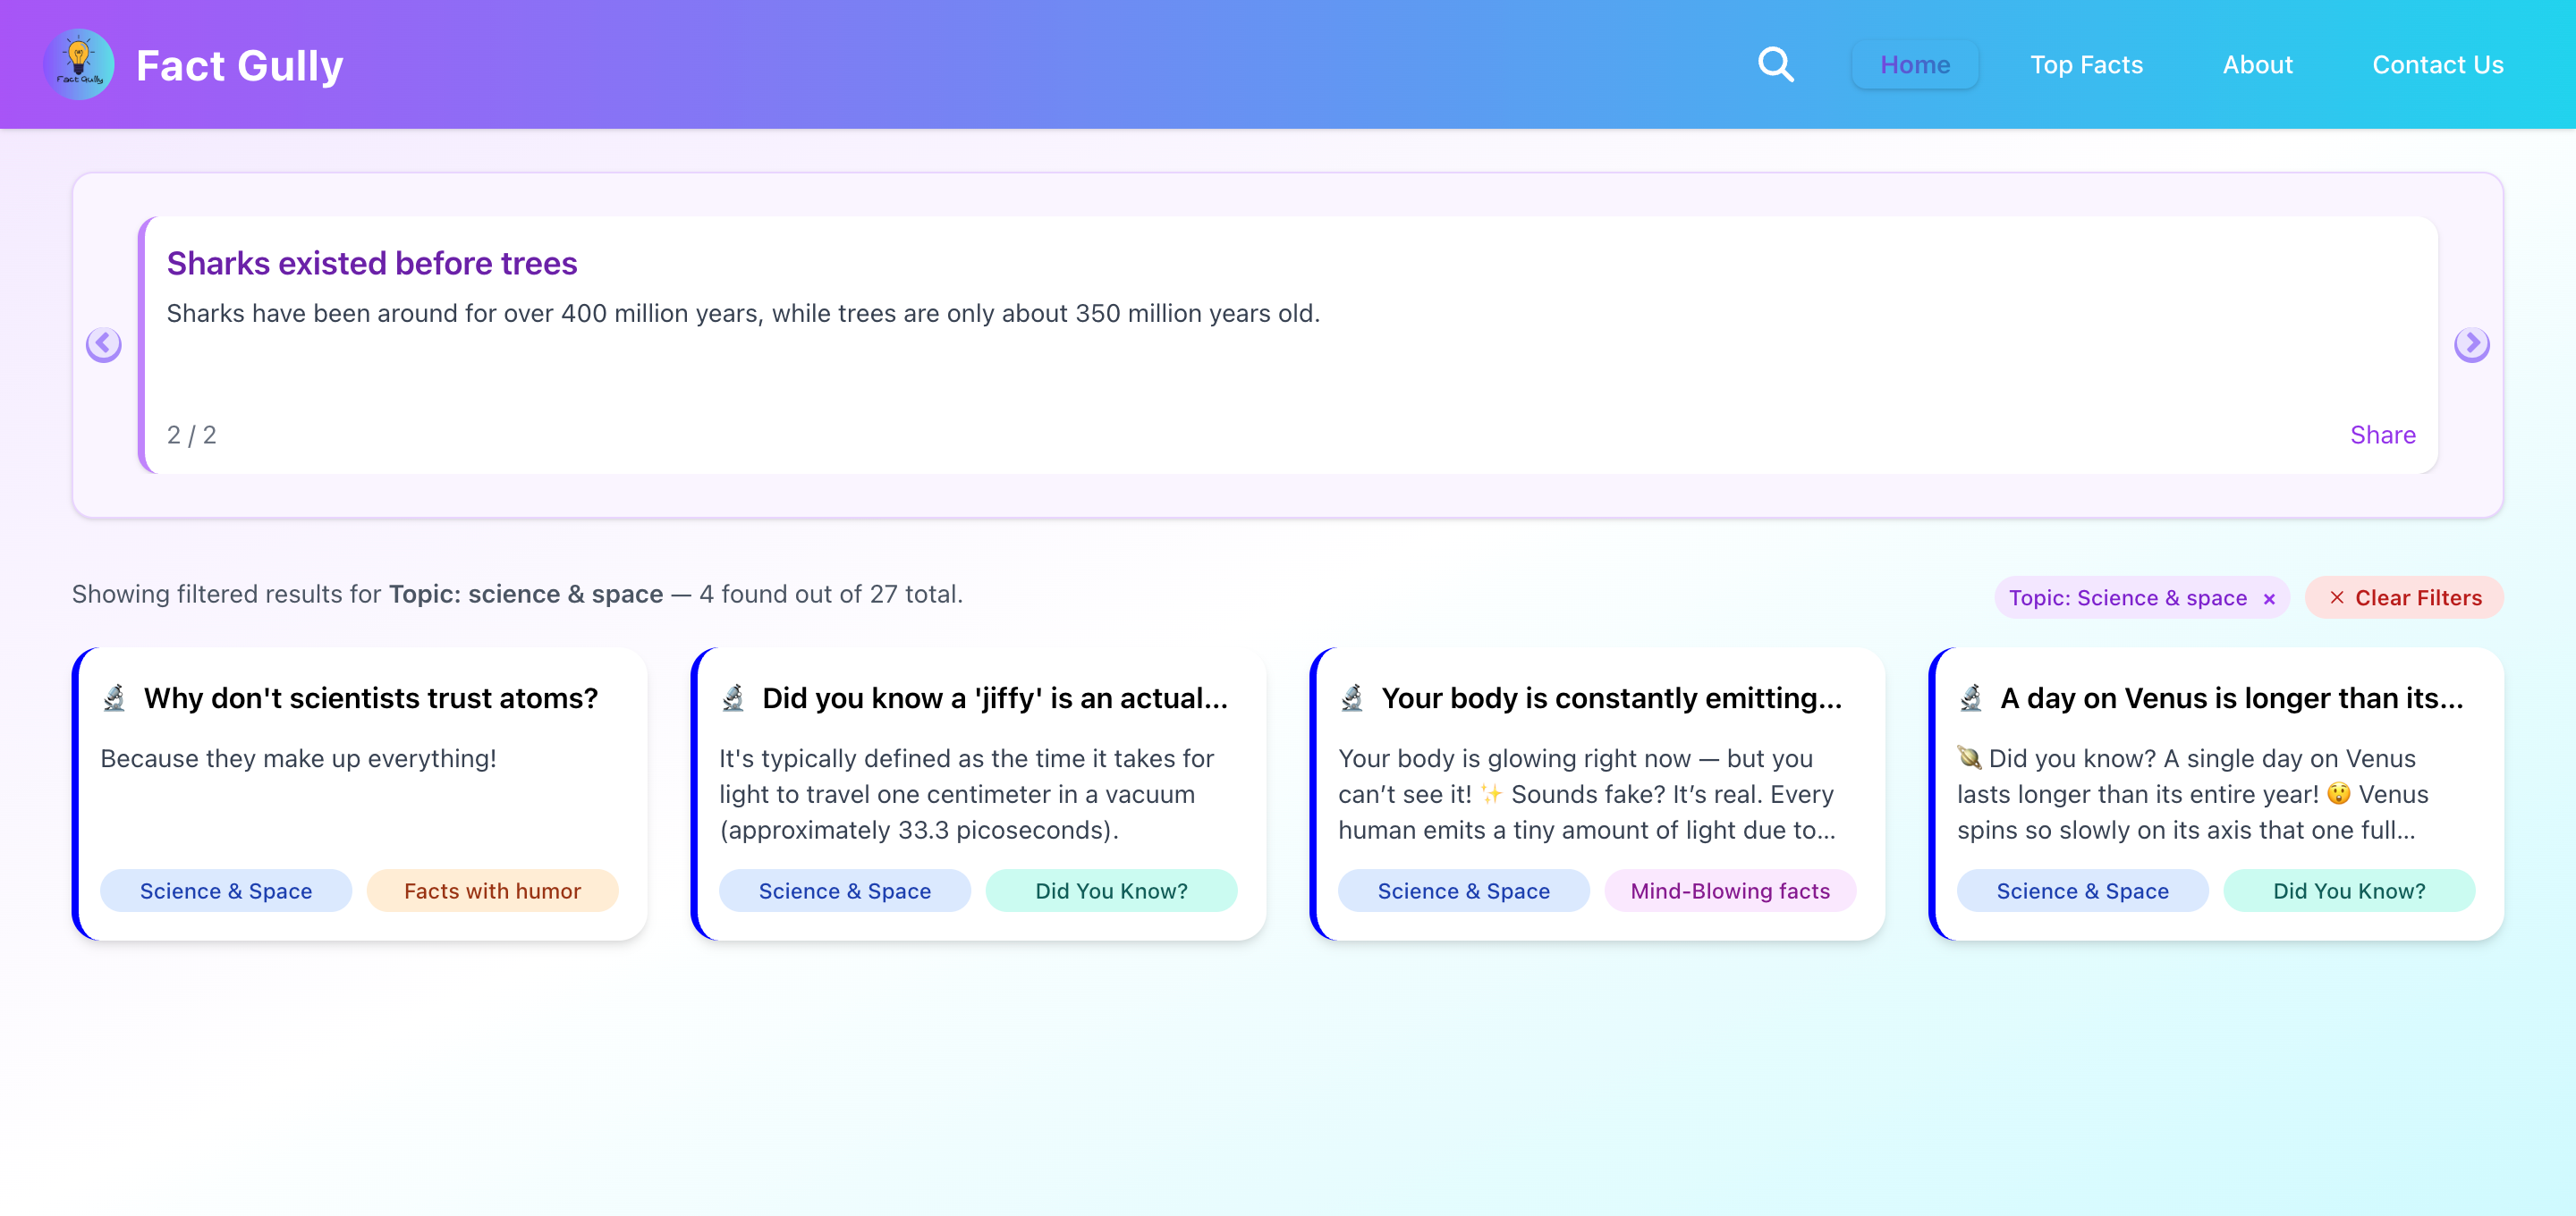 Fact Gully
Fact Gully
Home
Top Facts
About
Contact Us
Sharks existed before trees
Sharks have been around for over 400 million years, while trees are only about 350 million years old.
2 / 2
Share
Showing filtered results for Topic: science & space — 4 found out of 27 total.
Topic: Science & space ×
× Clear Filters
🔬 Why don't scientists trust atoms?
Because they make up everything!
Science & Space
Facts with humor
🔬 Did you know a 'jiffy' is an actual...
It's typically defined as the time it takes for
light to travel one centimeter in a vacuum
(approximately 33.3 picoseconds).
Science & Space
Did You Know?
🔬 Your body is constantly emitting...
Your body is glowing right now — but you
can’t see it! ✨ Sounds fake? It’s real. Every
human emits a tiny amount of light due to...
Science & Space
Mind-Blowing facts
🔬 A day on Venus is longer than its...
🪐 Did you know? A single day on Venus
lasts longer than its entire year! 😲 Venus
spins so slowly on its axis that one full...
Science & Space
Did You Know?